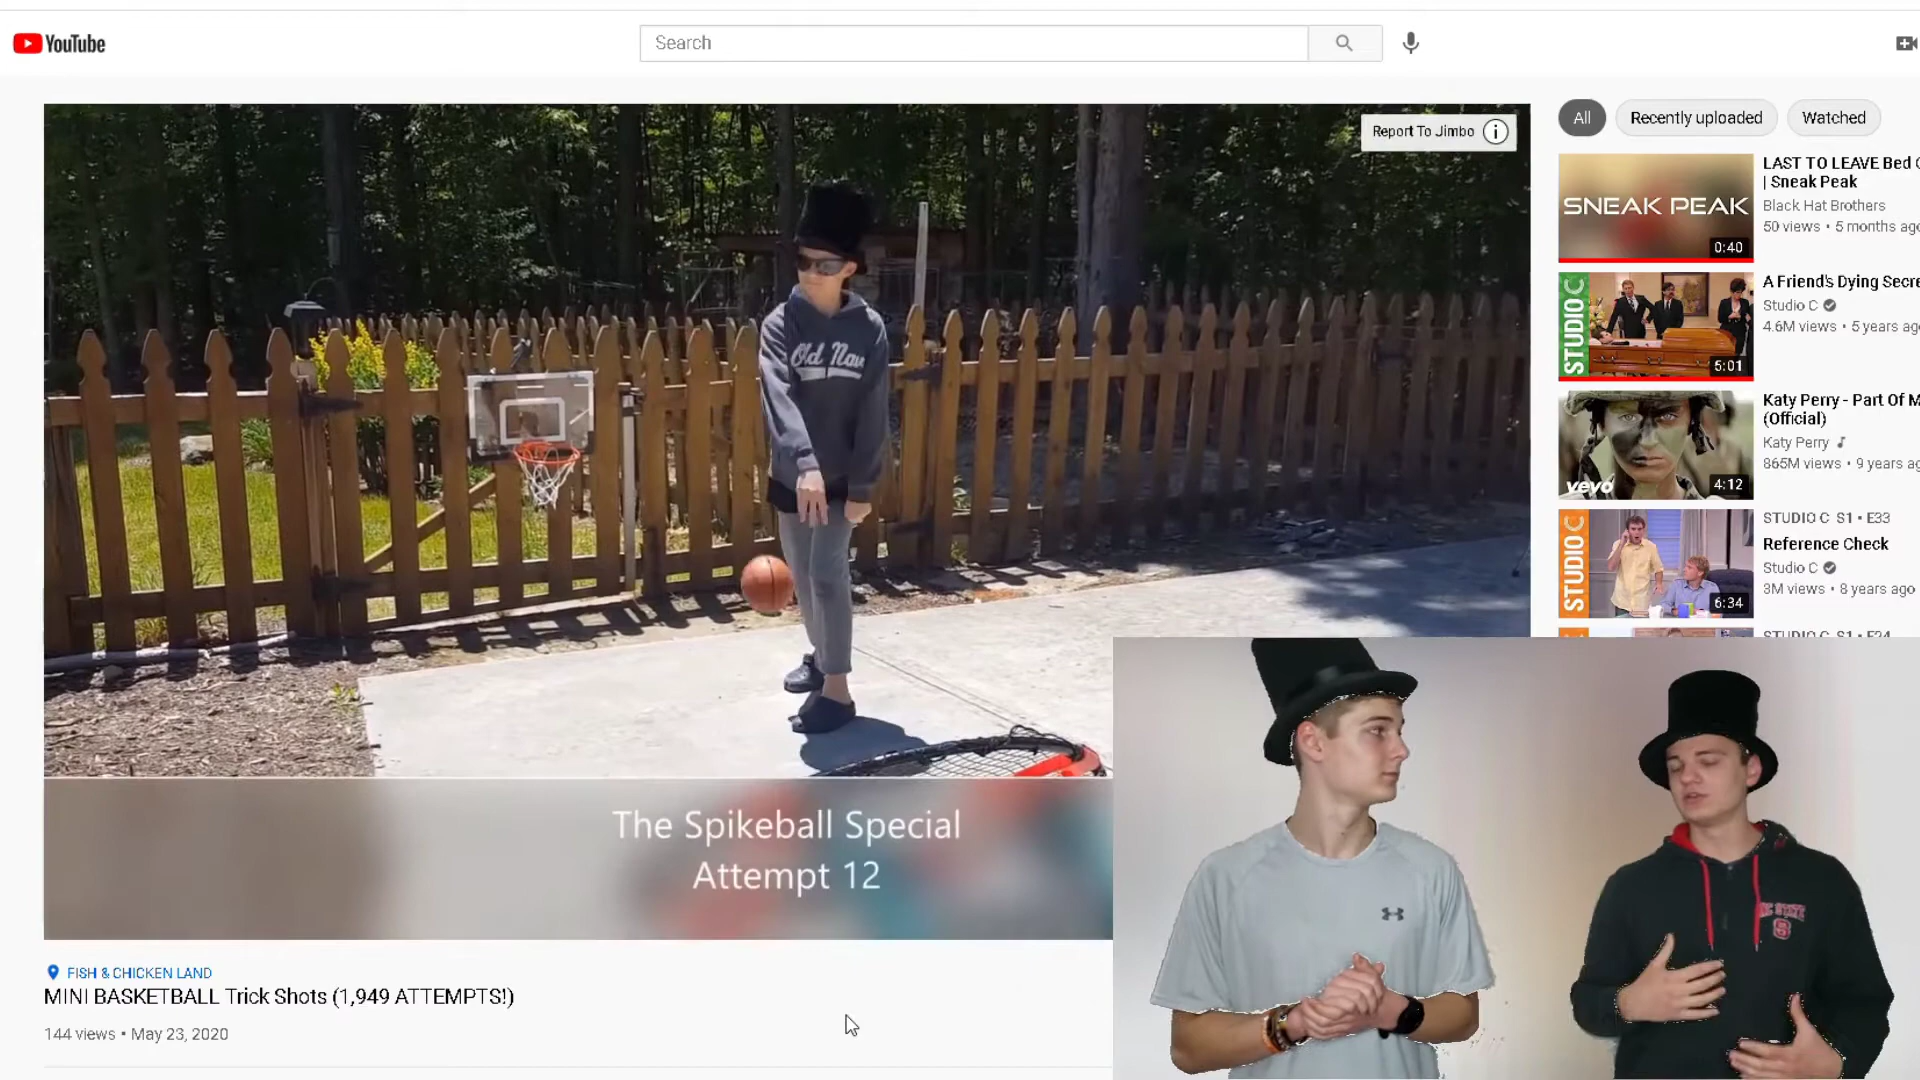 YouTube
Search
Report To Jimbo
All
Recently uploaded
Watched
SNEAK PEAK
0:40
LAST TO LEAVE Bed
| Sneak Peak
Black Hat Brothers
50 views • 5 months ago
STUDIO C
5:01
A Friend's Dying Secre
Studio C
4.6M views • 5 years ago
vevo
4:12
Katy Perry - Part Of M
(Official)
Katy Perry
865M views • 9 years ag
STUDIO C
6:34
STUDIO C S1 • E33
Reference Check
Studio C
3M views • 8 years ago
Old Nav
The Spikeball Special
Attempt 12
STATE
S
FISH & CHICKEN LAND
MINI BASKETBALL Trick Shots (1,949 ATTEMPTS!)
144 views • May 23, 2020